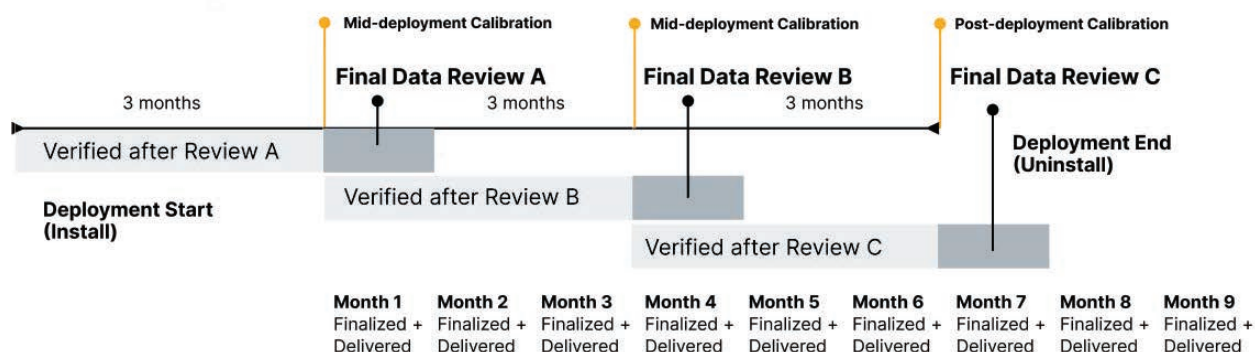 Mid-deployment Calibration
Mid-deployment Calibration
Post-deployment Calibration
Final Data Review A
Final Data Review B
Final Data Review C
3 months
3 months
3 months
Verified after Review A
Deployment End
(Uninstall)
Verified after Review B
Deployment Start
(Install)
Verified after Review C
Month 1
Finalized +
Delivered
Month 2
Finalized +
Delivered
Month 3
Finalized +
Delivered
Month 4
Finalized +
Delivered
Month 5
Finalized +
Delivered
Month 6
Finalized +
Delivered
Month 7
Finalized +
Delivered
Month 8
Finalized +
Delivered
Month 9
Finalized +
Delivered